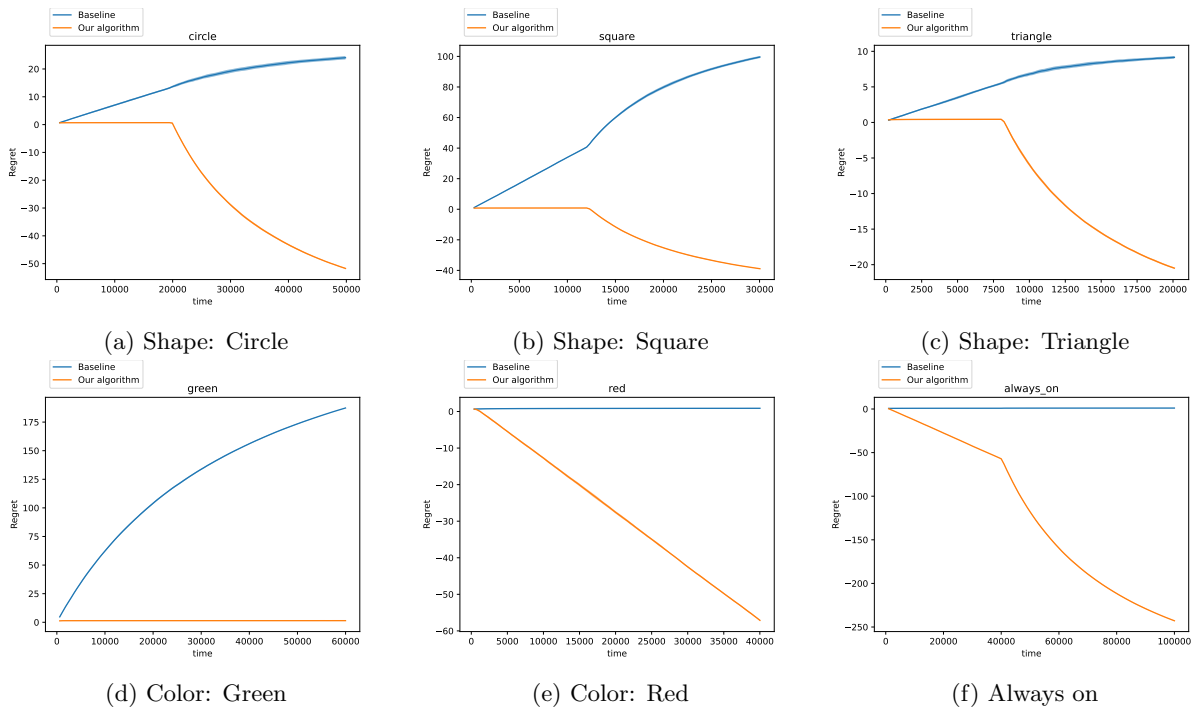 Baseline
Our algorithm
circle
20
10
0
−10
−20
−30
−40
−50
Regret
0 10000 20000 30000 40000 50000
time
(a) Shape: Circle
Baseline
Our algorithm
square
100
80
60
40
20
0
−20
−40
Regret
0 5000 10000 15000 20000 25000 30000
time
(b) Shape: Square
Baseline
Our algorithm
triangle
10
5
0
−5
−10
−15
−20
Regret
0 2500 5000 7500 10000 12500 15000 17500 20000
time
(c) Shape: Triangle
Baseline
Our algorithm
green
175
150
125
100
75
50
25
0
Regret
0 10000 20000 30000 40000 50000 60000
time
(d) Color: Green
Baseline
Our algorithm
red
0
−10
−20
−30
−40
−50
−60
Regret
0 5000 10000 15000 20000 25000 30000 35000 40000
time
(e) Color: Red
Baseline
Our algorithm
always_on
0
−50
−100
−150
−200
−250
Regret
0 20000 40000 60000 80000 100000
time
(f) Always on